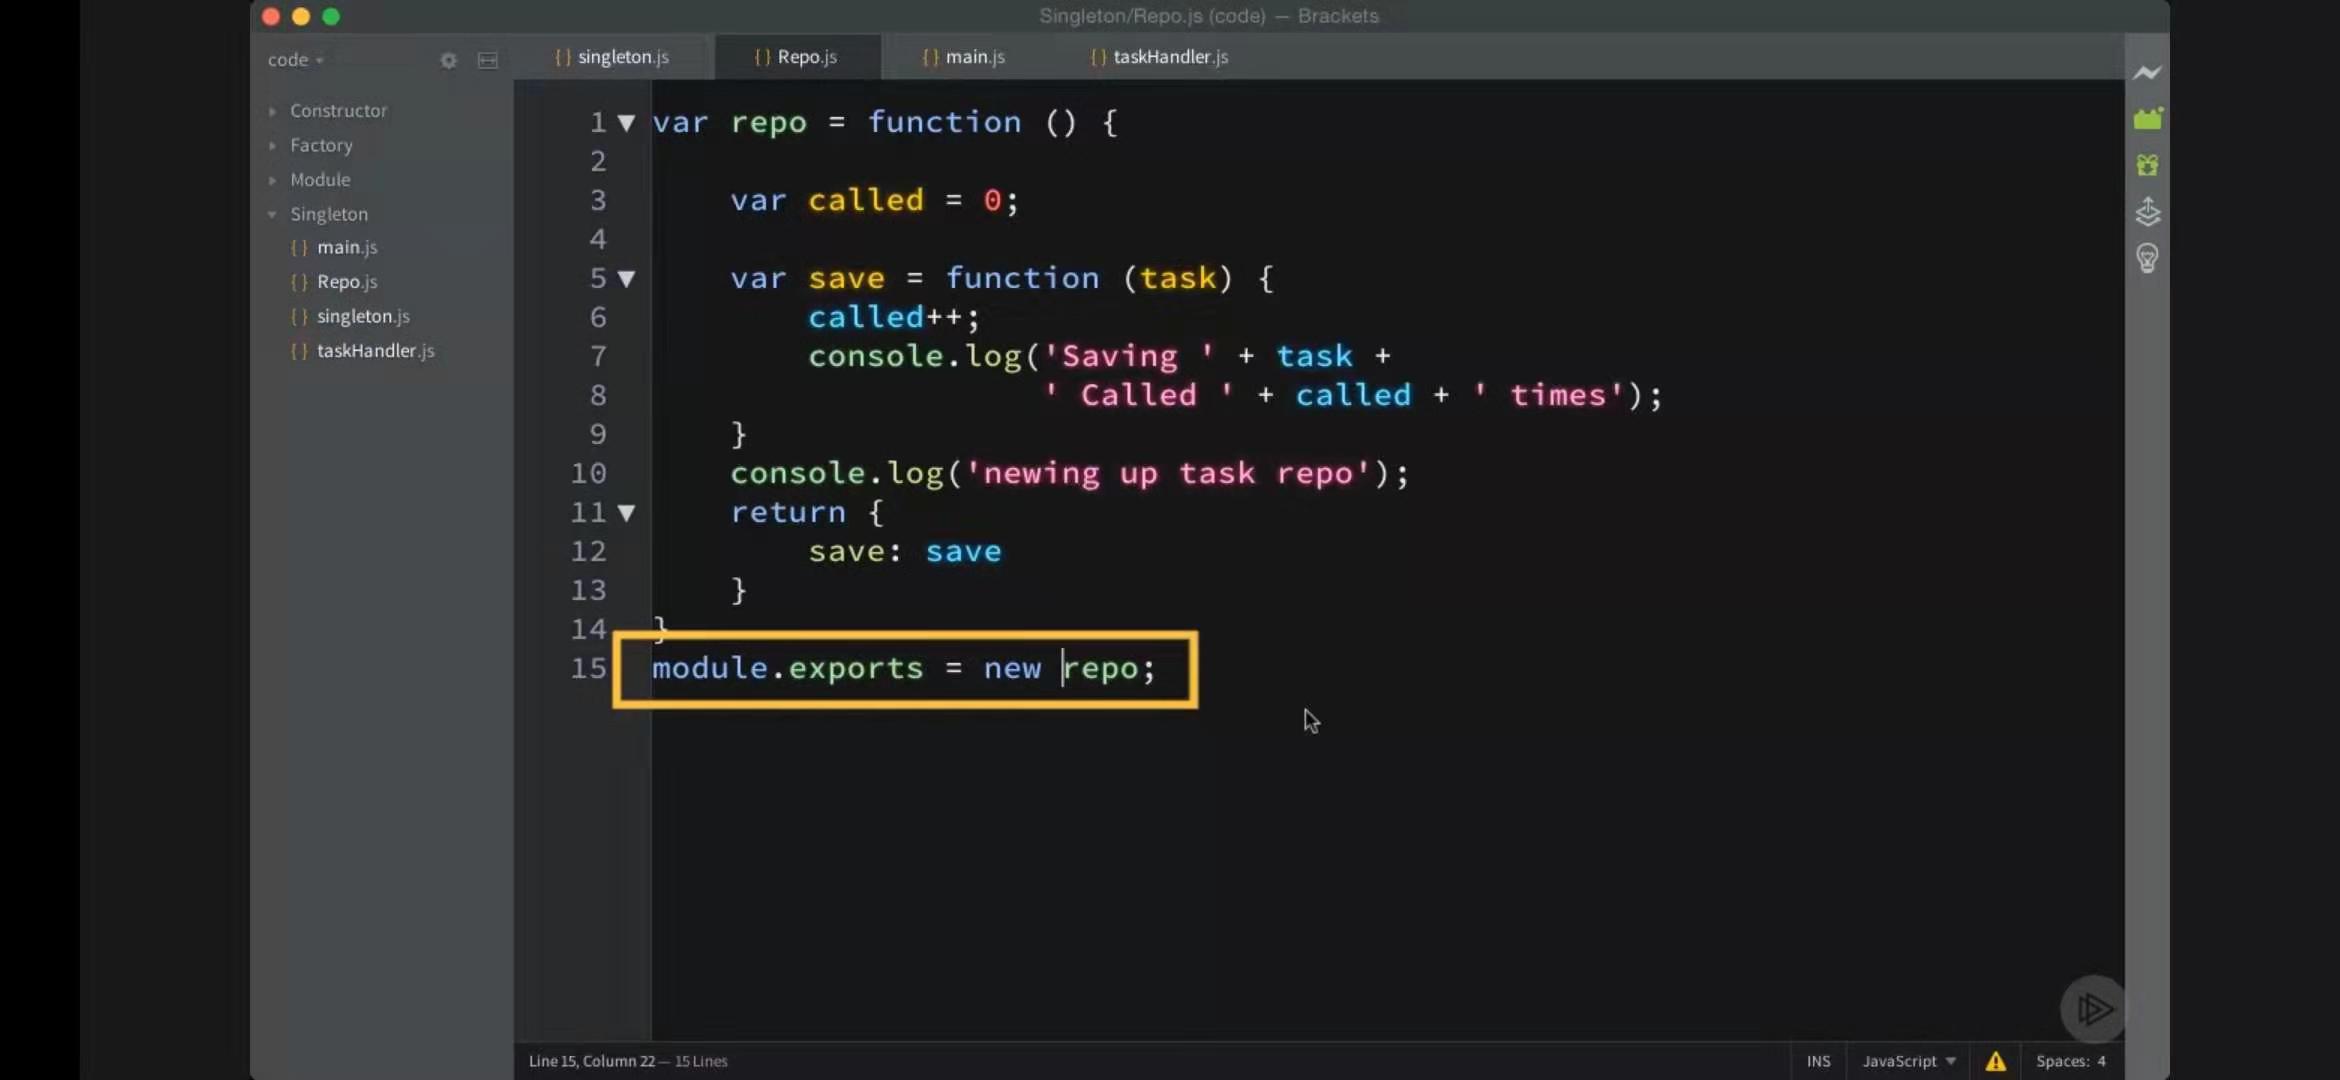 Singleton/Repo.js (code) — Brackets
code
{ } singleton.js
{ } Repo.js
{ } main.js
{ } taskHandler.js
Constructor
Factory
Module
Singleton
{ } main.js
{ } Repo.js
{ } singleton.js
{ } taskHandler.js
1 var repo = function () {
2
3 var called = 0;
4
5 var save = function (task) {
6 called++;
7 console.log('Saving ' + task +
8 ' Called ' + called + ' times');
9 }
10 console.log('newing up task repo');
11 return {
12 save: save
13 }
14 }
15 module.exports = new repo;
Line 15, Column 22 — 15 Lines
INS
JavaScript
Spaces: 4